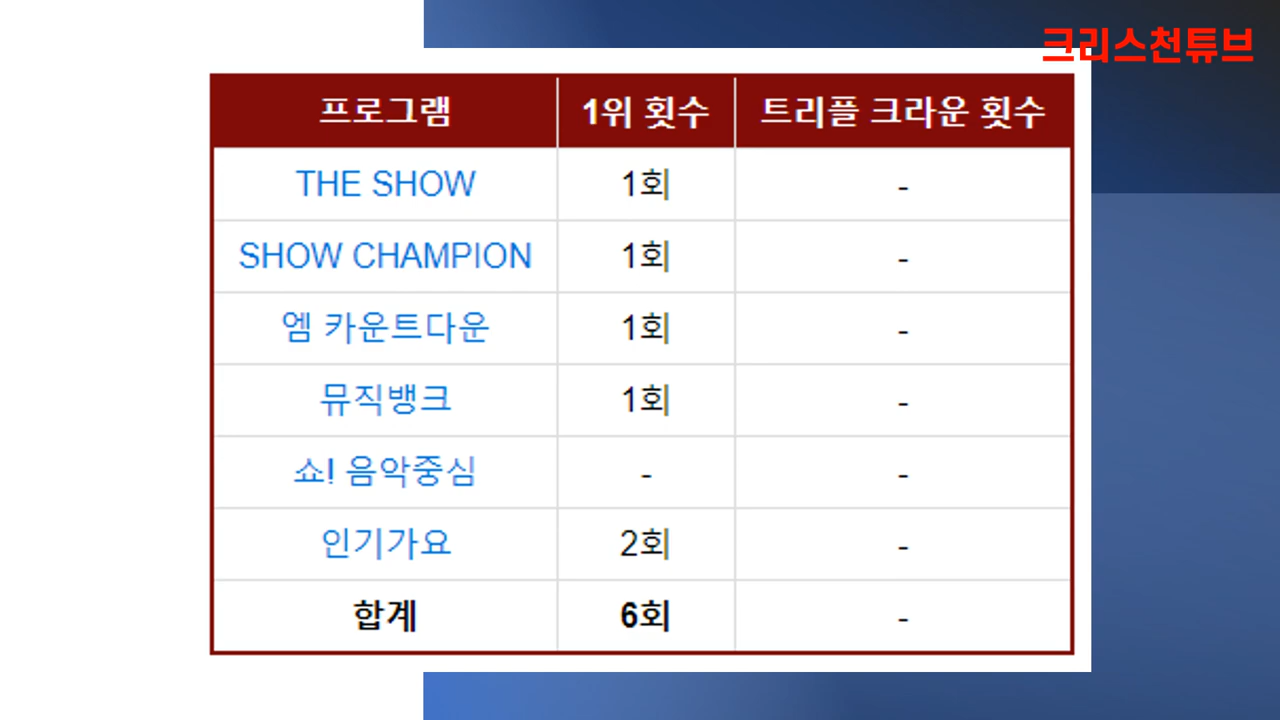 크리스천튜브
프로그램 1위 횟수 트리플 크라운 횟수
THE SHOW 1회 -
SHOW CHAMPION 1회 -
엠 카운트다운 1회 -
뮤직뱅크 1회 -
쇼! 음악중심 - -
인기가요 2회 -
합계 6회 -